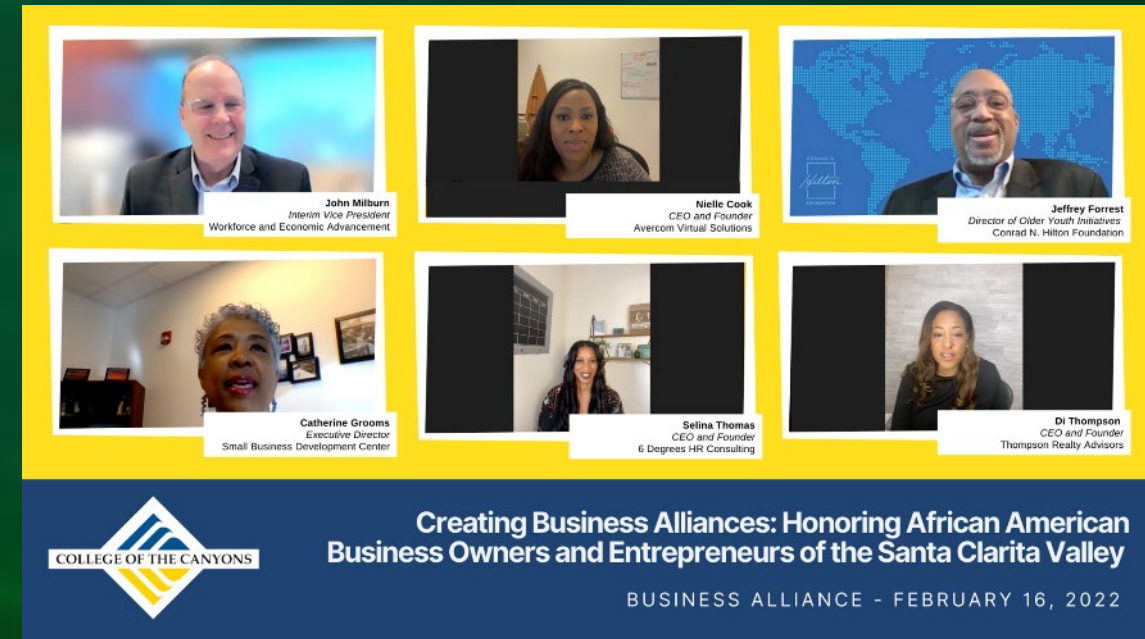 John Milburn
Interim Vice President
Workforce and Economic Advancement
Nielle Cook
CEO and Founder
Avercom Virtual Solutions
CONRAD N.
Hilton
FOUNDATION
Jeffrey Forrest
Director of Older Youth Initiatives
Conrad N. Hilton Foundation
Catherine Grooms
Executive Director
Small Business Development Center
Selina Thomas
CEO and Founder
6 Degrees HR Consulting
Di Thompson
CEO and Founder
Thompson Realty Advisors
COLLEGE OF THE CANYONS
Creating Business Alliances: Honoring African American
Business Owners and Entrepreneurs of the Santa Clarita Valley
BUSINESS ALLIANCE - FEBRUARY 16, 2022